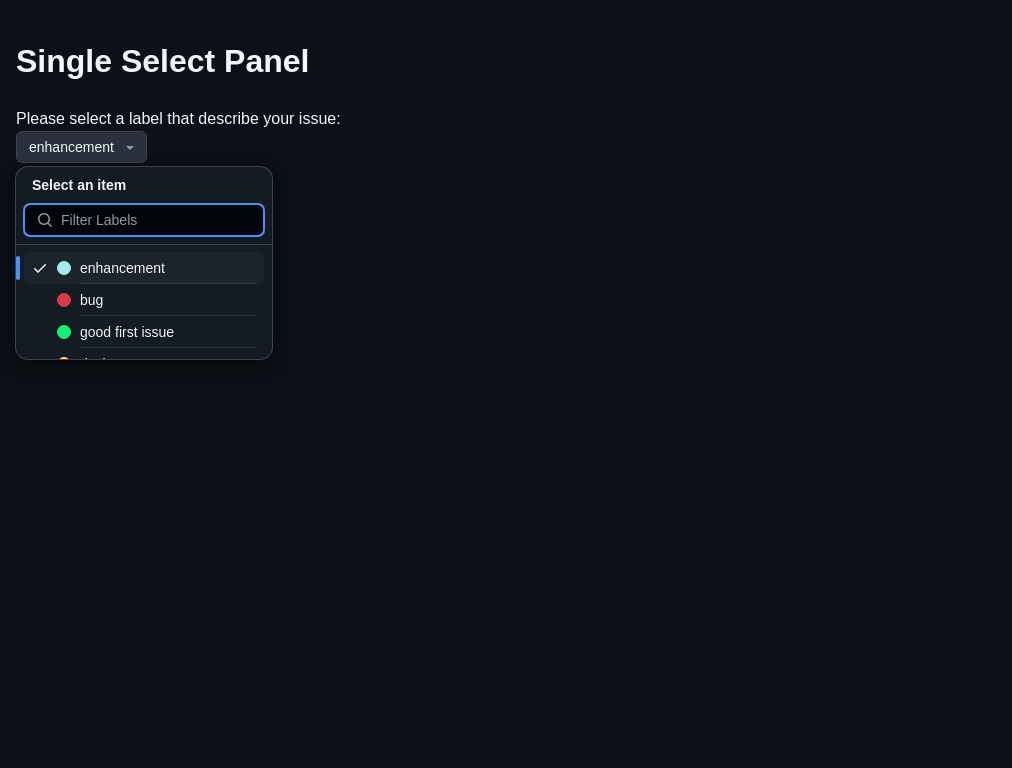 Single Select Panel
Please select a label that describe your issue:
enhancement
Select an item
Filter Labels
enhancement
bug
good first issue